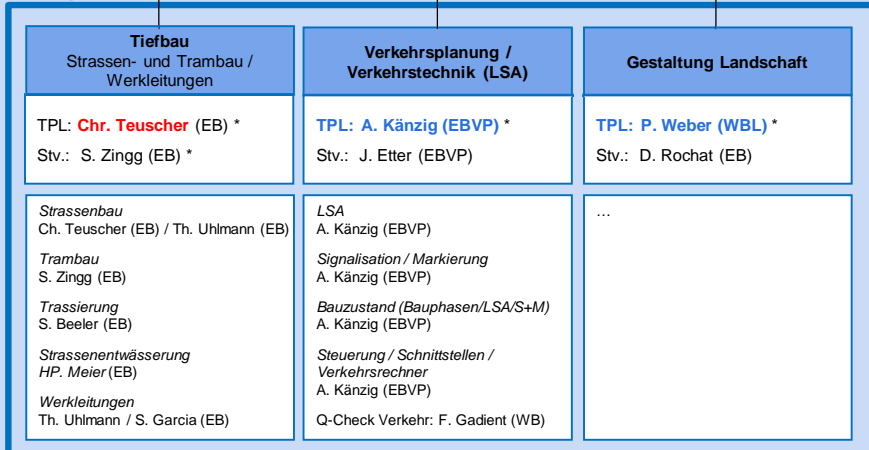 Tiefbau
Strassen- und Trambau /
Werkleitungen
TPL: Chr. Teuscher (EB) *
Stv.: S. Zingg (EB) *
Strassenbau
Ch. Teuscher (EB) / Th. Uhlmann (EB)
Trambau
S. Zingg (EB)
Trassierung
S. Beeler (EB)
Strassenentwässerung
HP. Meier (EB)
Werkleitungen
Th. Uhlmann / S. Garcia (EB)
Verkehrsplanung /
Verkehrstechnik (LSA)
TPL: A. Känzig (EBVP) *
Stv.: J. Etter (EBVP)
LSA
A. Känzig (EBVP)
Signalisation / Markierung
A. Känzig (EBVP)
Bauzustand (Bauphasen/LSA/S+M)
A. Känzig (EBVP)
Steuerung / Schnittstellen /
Verkehrsrechner
A. Känzig (EBVP)
Q-Check Verkehr: F. Gadient (WB)
Gestaltung Landschaft
TPL: P. Weber (WBL) *
Stv.: D. Rochat (EB)
…